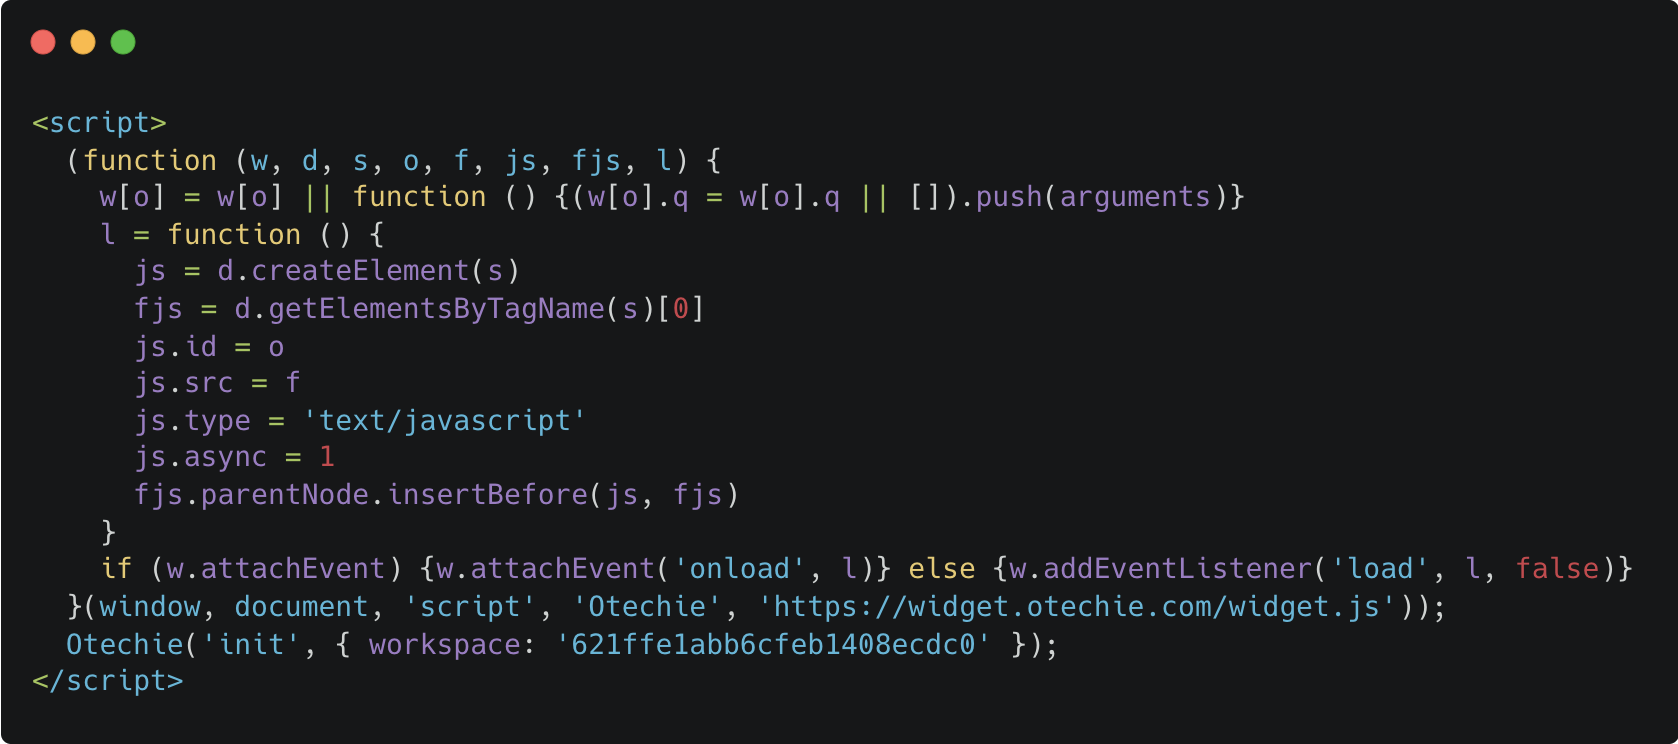 <script>
  (function (w, d, s, o, f, js, fjs, l) {
    w[o] = w[o] || function () {(w[o].q = w[o].q || []).push(arguments)}
    l = function () {
      js = d.createElement(s)
      fjs = d.getElementsByTagName(s)[0]
      js.id = o
      js.src = f
      js.type = 'text/javascript'
      js.async = 1
      fjs.parentNode.insertBefore(js, fjs)
    }
    if (w.attachEvent) {w.attachEvent('onload', l)} else {w.addEventListener('load', l, false)}
  }(window, document, 'script', 'Otechie', 'https://widget.otechie.com/widget.js'));
  Otechie('init', { workspace: '621ffe1abb6cfeb1408ecdc0' });
</script>